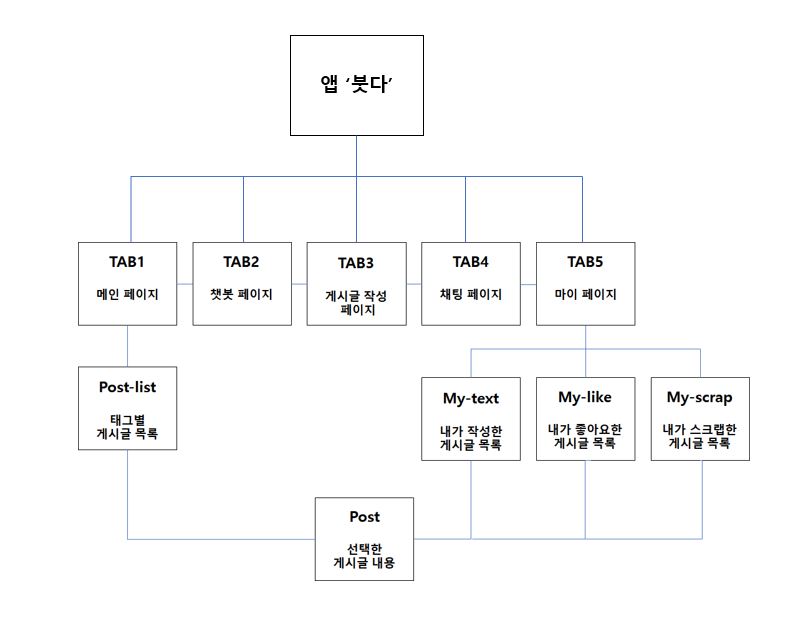 앱 ‘붓다’
TAB1
메인 페이지
TAB2
챗봇 페이지
TAB3
게시글 작성
페이지
TAB4
채팅 페이지
TAB5
마이 페이지
Post-list
태그별
게시글 목록
My-text
내가 작성한
게시글 목록
My-like
내가 좋아요한
게시글 목록
My-scrap
내가 스크랩한
게시글 목록
Post
선택한
게시글 내용